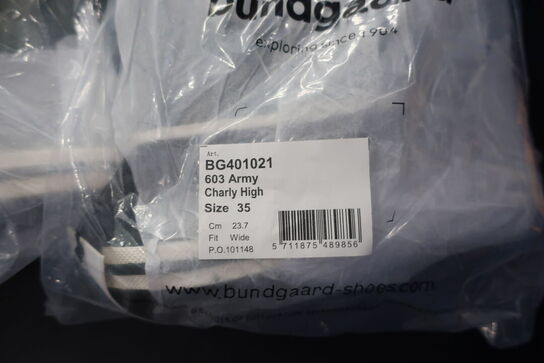 bundgaard
exploring since 1904
Art.
BG401021
603 Army
Charly High
Size 35
Cm 23.7
Fit Wide
P.O.101148
5 711875 489856
www.bundgaard-shoes.com